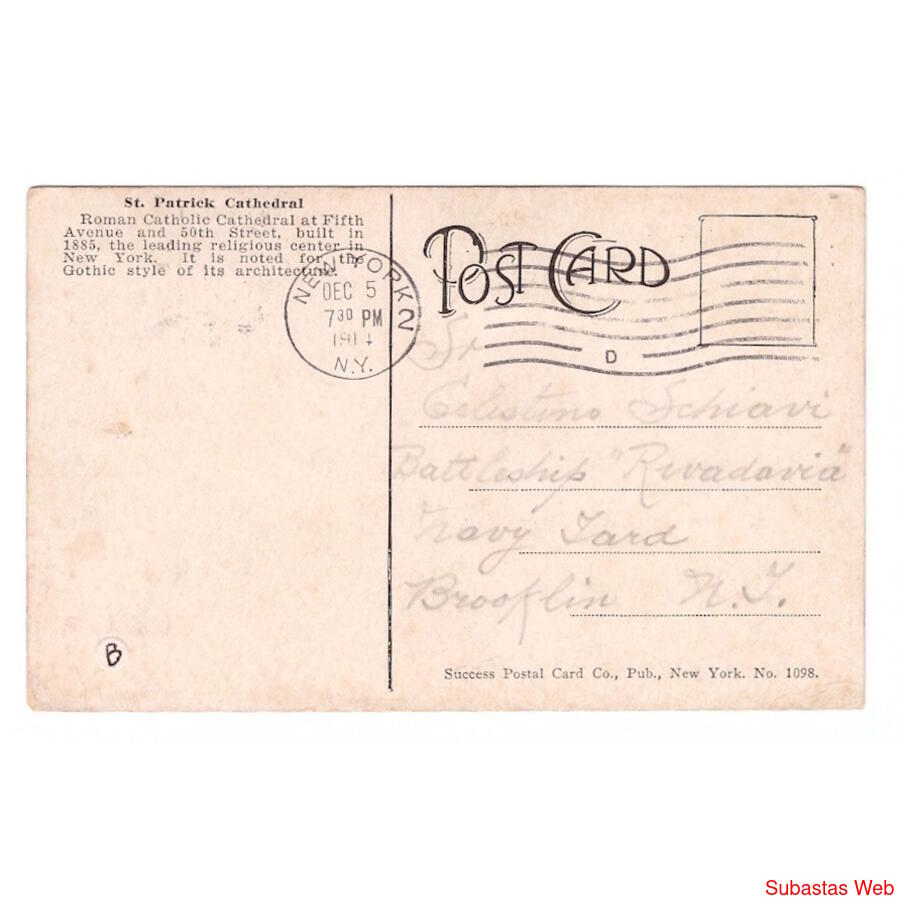 St. Patrick Cathedral
Roman Catholic Cathedral at Fifth
Avenue and 50th Street, built in
1885, the leading religious center in
New York. It is noted for the
Gothic style of its architecture.
NEW YORK 2
DEC 5
7 30 PM
1914
N.Y.
POST CARD
D
Sr
Celestino Schiavi
Battleship "Rivadavia"
Navy Yard
Brooklin N.Y.
B
Success Postal Card Co., Pub., New York. No. 1098.
Subastas Web